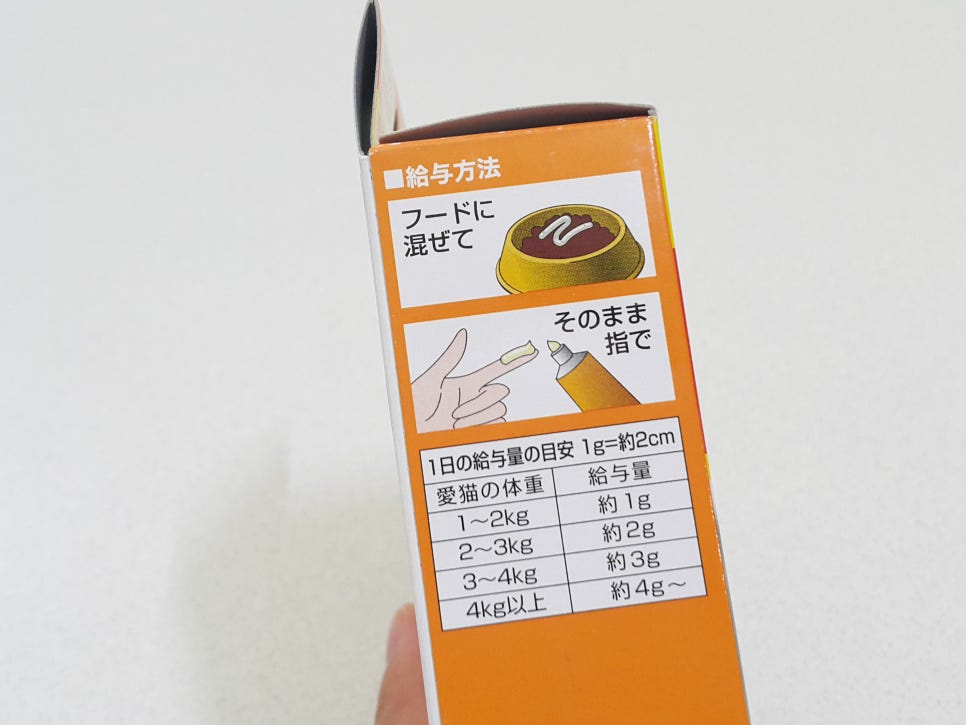 ■給与方法
フードに
混ぜて
そのまま
指で
1日の給与量の目安 1g=約2cm
愛猫の体重 給与量
1～2kg 約1g
2～3kg 約2g
3～4kg 約3g
4kg以上 約4g～